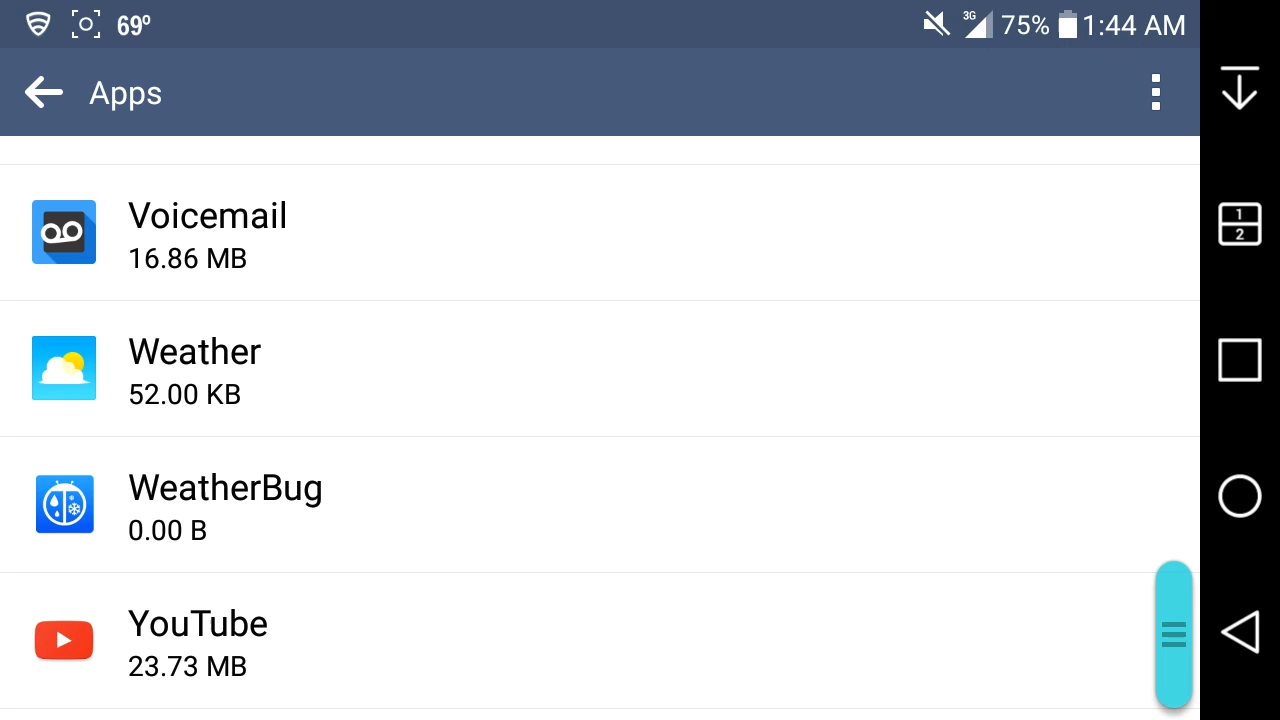 69º 3G 75% 1:44 AM
Apps
Voicemail
16.86 MB
Weather
52.00 KB
WeatherBug
0.00 B
YouTube
23.73 MB
1
2